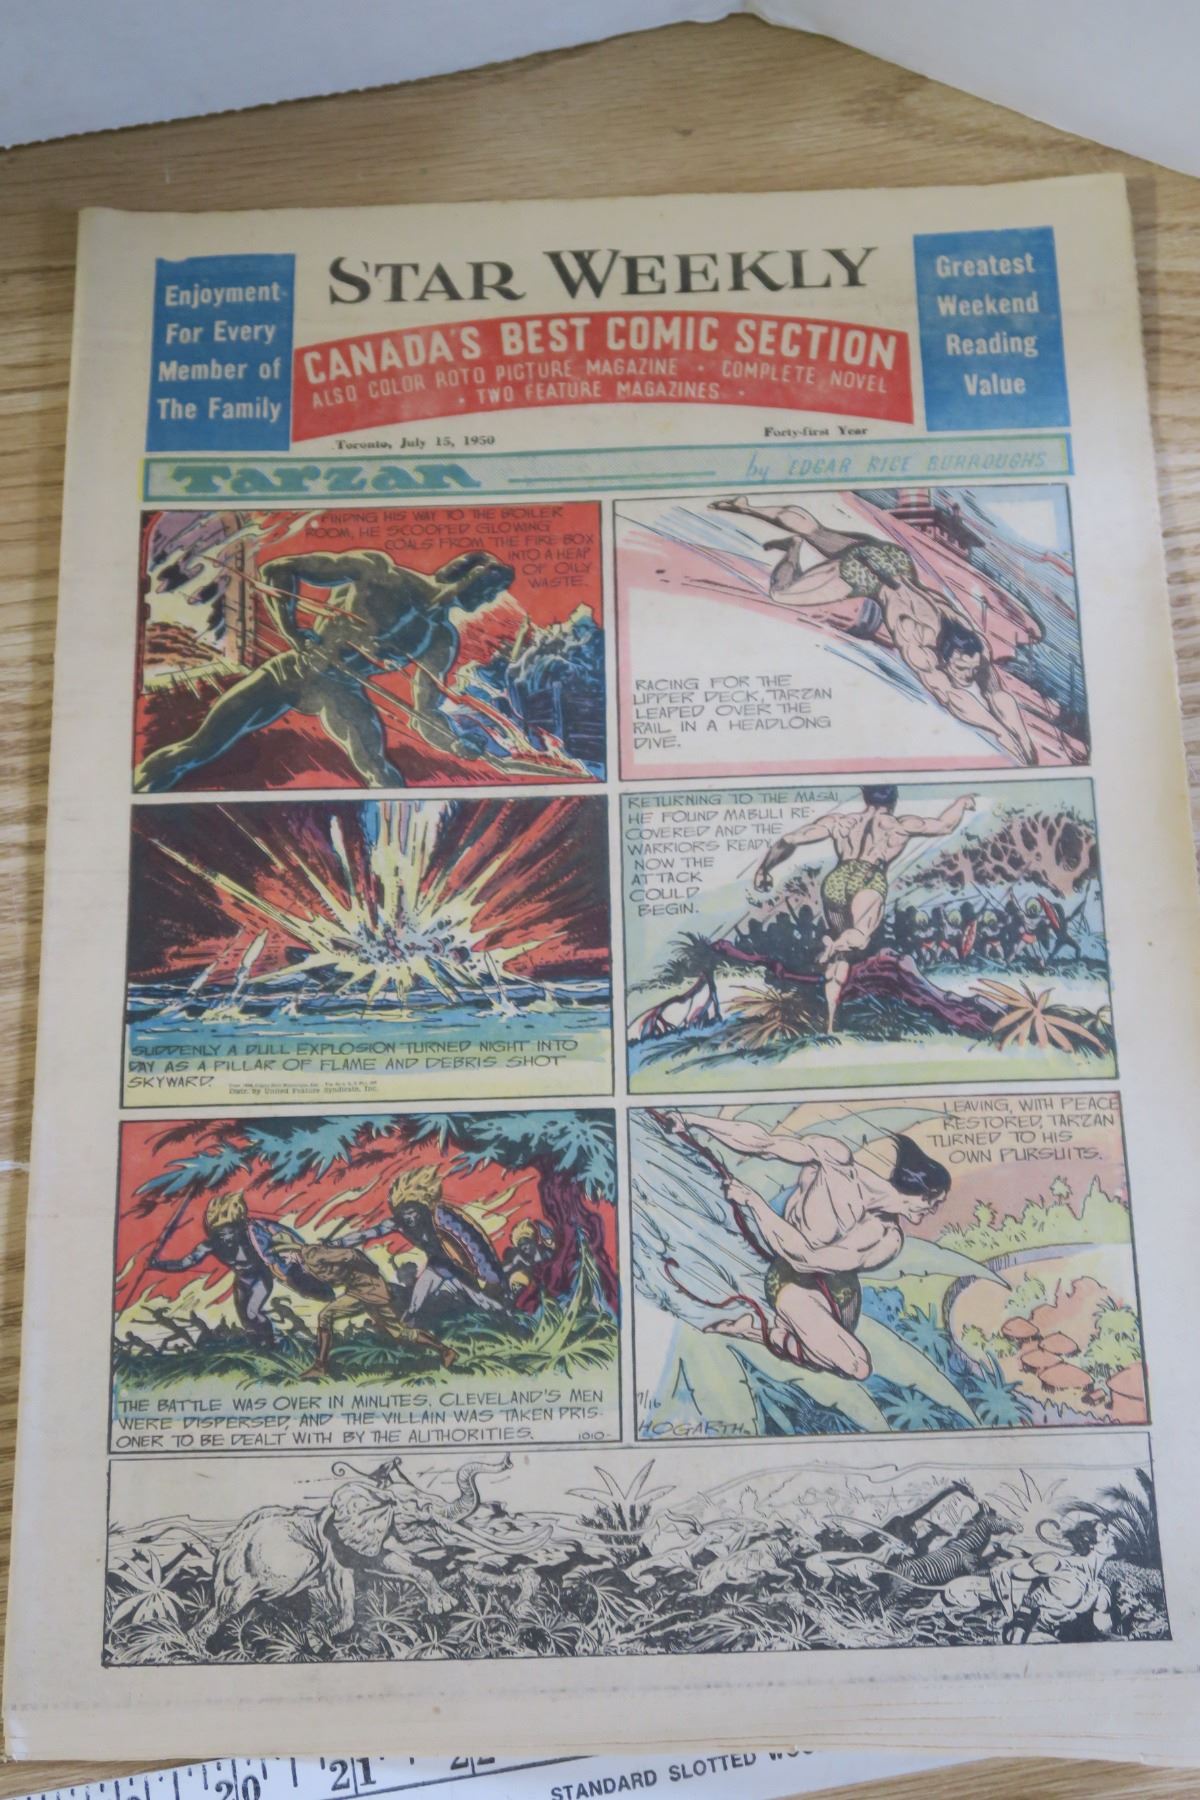 Enjoyment
For Every
Member of
The Family
STAR WEEKLY
CANADA'S BEST COMIC SECTION
ALSO COLOR ROTO PICTURE MAGAZINE • COMPLETE NOVEL
• TWO FEATURE MAGAZINES •
Greatest
Weekend
Reading
Value
Toronto, July 15, 1950
Forty-first Year
Tarzan
by EDGAR RICE BURROUGHS
FINDING HIS WAY TO THE BOILER
ROOM, HE SCOOPED GLOWING
COALS FROM THE FIRE BOX
INTO A HEAP
OF OILY
WASTE.
RACING FOR THE
UPPER DECK, TARZAN
LEAPED OVER THE
RAIL IN A HEADLONG
DIVE.
SUDDENLY A DULL EXPLOSION TURNED NIGHT INTO
DAY AS A PILLAR OF FLAME AND DEBRIS SHOT
SKYWARD.
Distr. by United Feature Syndicate, Inc.
RETURNING TO THE MASAI,
HE FOUND MABULI RE-
COVERED AND THE
WARRIORS READY.
NOW THE
ATTACK
COULD
BEGIN.
THE BATTLE WAS OVER IN MINUTES. CLEVELAND'S MEN
WERE DISPERSED, AND THE VILLAIN WAS TAKEN PRIS-
ONER TO BE DEALT WITH BY THE AUTHORITIES. 1010-
LEAVING, WITH PEACE
RESTORED, TARZAN
TURNED TO HIS
OWN PURSUITS.
7/16
HOGARTH.
20 21 22
STANDARD SLOTTED